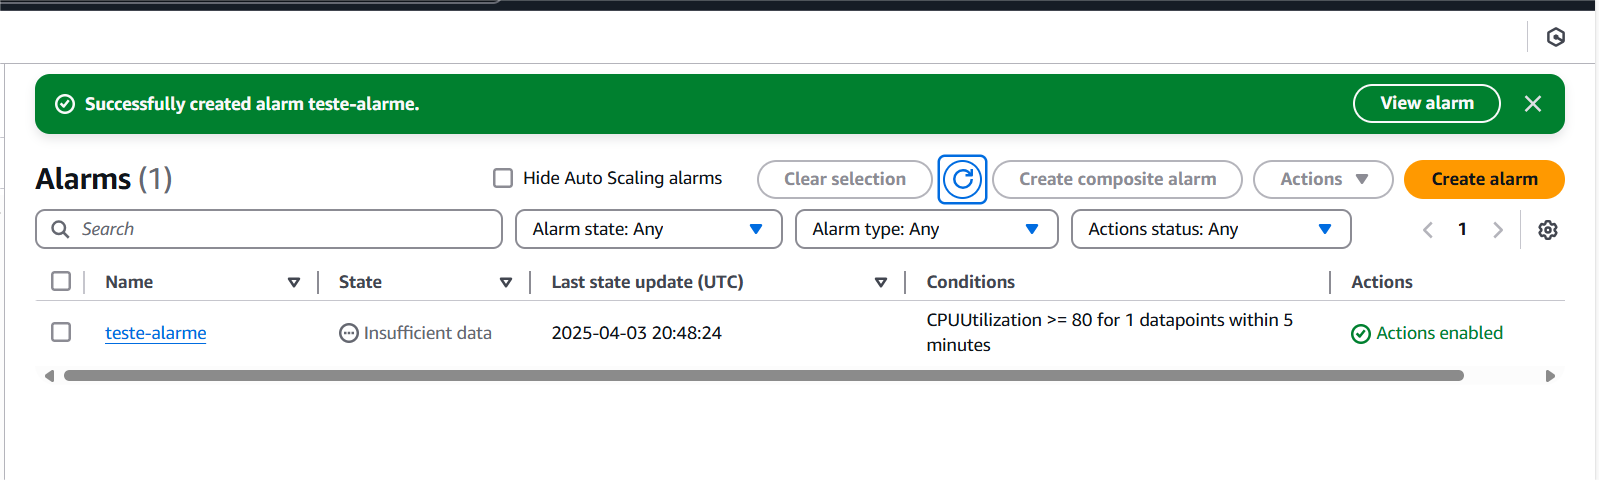 Successfully created alarm teste-alarme.
View alarm
Alarms (1)
Hide Auto Scaling alarms
Clear selection
Create composite alarm
Actions
Create alarm
Search
Alarm state: Any
Alarm type: Any
Actions status: Any
1
Name
State
Last state update (UTC)
Conditions
Actions
teste-alarme
Insufficient data
2025-04-03 20:48:24
CPUUtilization >= 80 for 1 datapoints within 5
minutes
Actions enabled